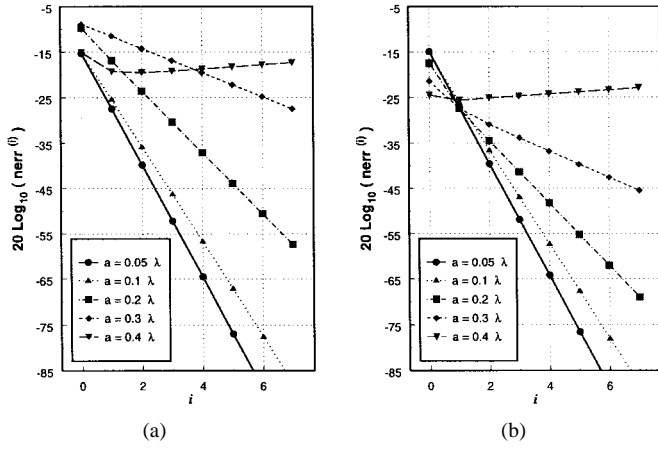 -5
-15
-25
-35
-45
-55
-65
-75
-85
20 Log10 ( nerr (i) )
a = 0.05 λ
a = 0.1 λ
a = 0.2 λ
a = 0.3 λ
a = 0.4 λ
0 2 4 6
i
(a)
-5
-15
-25
-35
-45
-55
-65
-75
-85
20 Log10 ( nerr (i) )
a = 0.05 λ
a = 0.1 λ
a = 0.2 λ
a = 0.3 λ
a = 0.4 λ
0 2 4 6
i
(b)